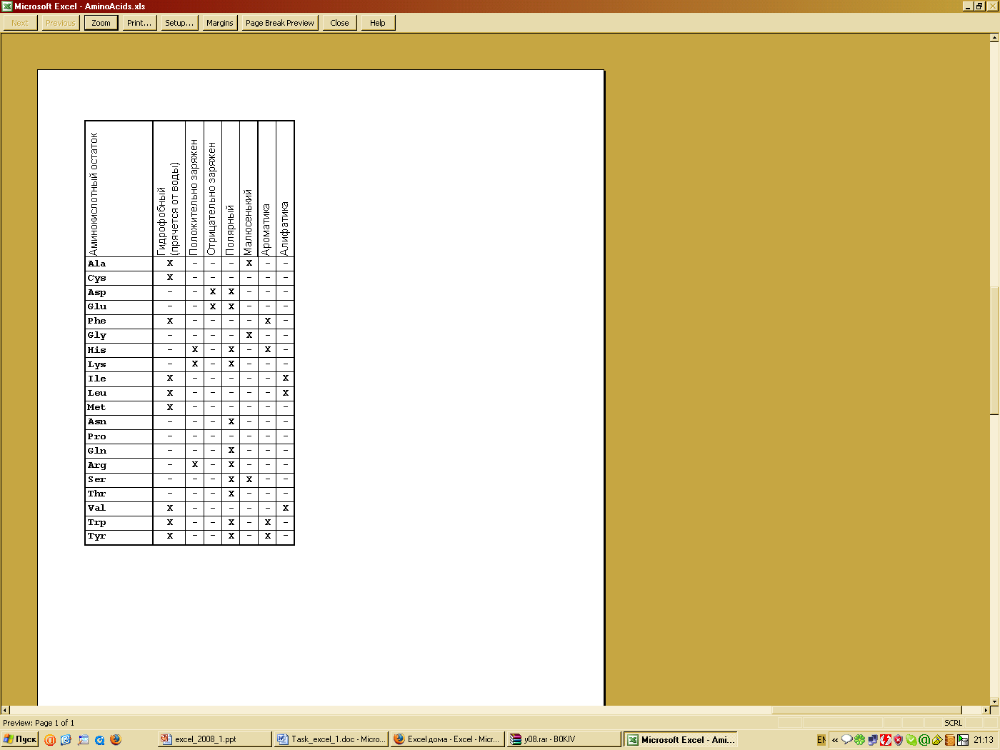 Microsoft Excel - AminoAcids.xls
Next Previous Zoom Print... Setup... Margins Page Break Preview Close Help
Аминокислотный остаток
Гидрофобный
(прячется от воды)
Положительно заряжен
Отрицательно заряжен
Полярный
Малюсенький
Ароматика
Алифатика
Ala X - - - X - -
Cys X - - - - - -
Asp - - X X - - -
Glu - - X X - - -
Phe X - - - - X -
Gly - - - - X - -
His - X - X - X -
Lys - X - X - - -
Ile X - - - - - X
Leu X - - - - - X
Met X - - - - - -
Asn - - - X - - -
Pro - - - - - - -
Gln - - - X - - -
Arg - X - X - - -
Ser - - - X X - -
Thr - - - X - - -
Val X - - - - - X
Trp X - - X - X -
Tyr X - - X - X -
Preview: Page 1 of 1 SCRL
Пуск excel_2008_1.ppt Task_excel_1.doc - Micro... Excel дома - Excel - Mic... y08.rar - B0KIV Microsoft Excel - Ami... EN « 21:13